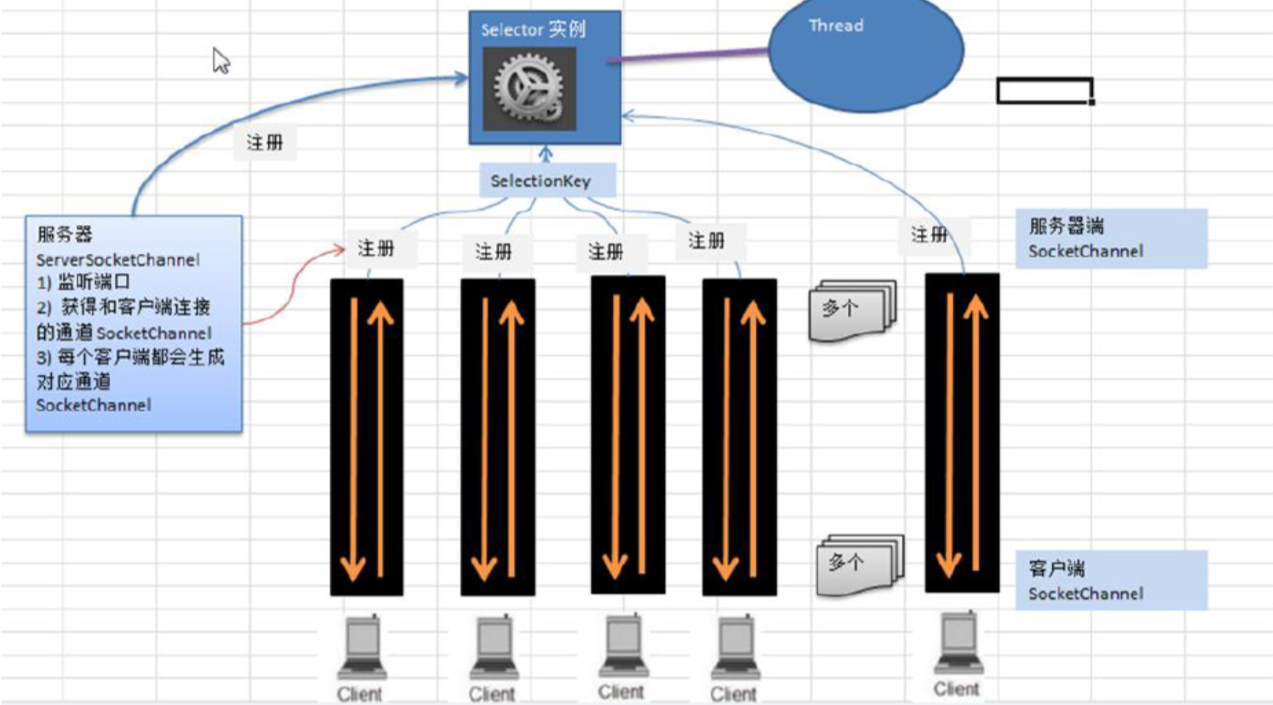 Selector 实例
Thread
注册
SelectionKey
服务器
ServerSocketChannel
1) 监听端口
2) 获得和客户端连接
的通道 SocketChannel
3) 每个客户端都会生成
对应通道
SocketChannel
注册
注册
注册
注册
注册
服务器端
SocketChannel
多个
多个
客户端
SocketChannel
Client
Client
Client
Client
Client